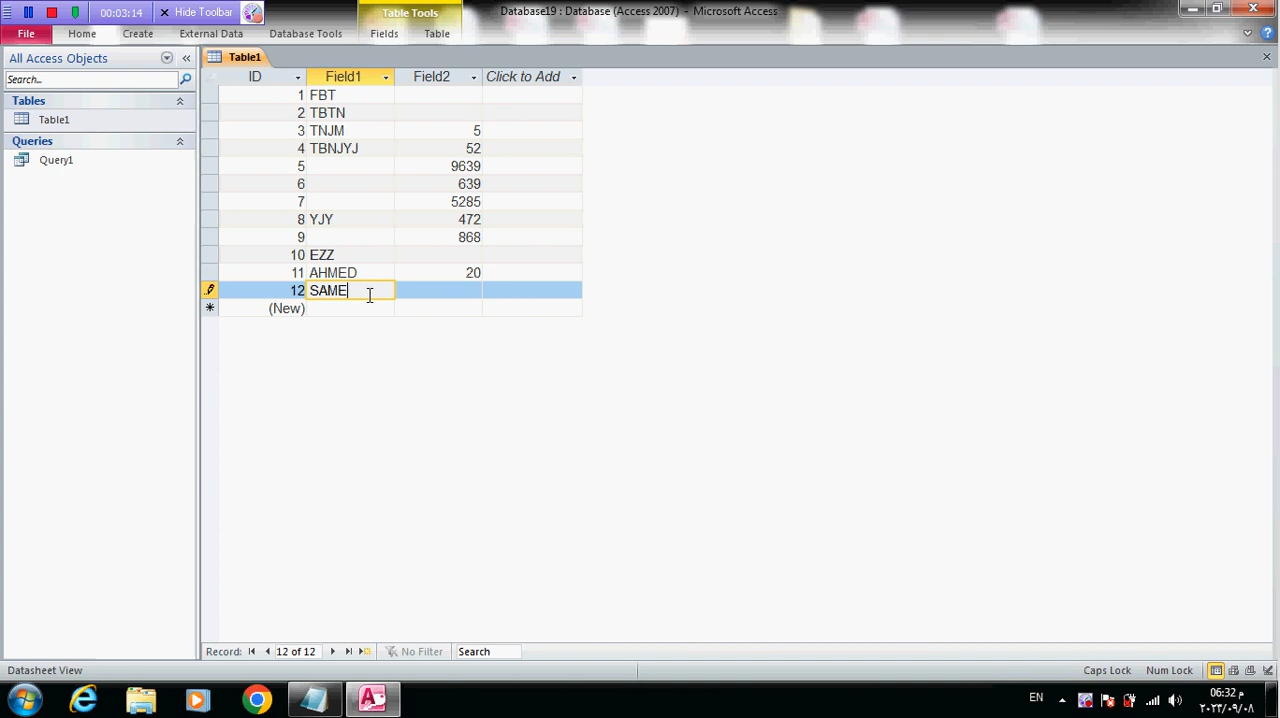 00:03:14
Hide Toolbar
Table Tools
Database19 : Database (Access 2007) - Microsoft Access
File Home Create External Data Database Tools Fields Table
All Access Objects
Search...
Tables
Table1
Queries
Query1
Table1
ID Field1 Field2 Click to Add
1 FBT
2 TBTN
3 TNJM 5
4 TBNJYJ 52
5 9639
6 639
7 5285
8 YJY 472
9 868
10 EZZ
11 AHMED 20
12 SAME
(New)
Record: 12 of 12 No Filter Search
Datasheet View
Caps Lock Num Lock
EN
06:32 م
٢٠٢٣/٠٩/٠٨